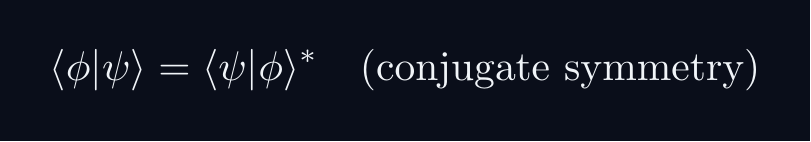 ⟨ϕ|ψ⟩ = ⟨ψ|ϕ⟩* (conjugate symmetry)